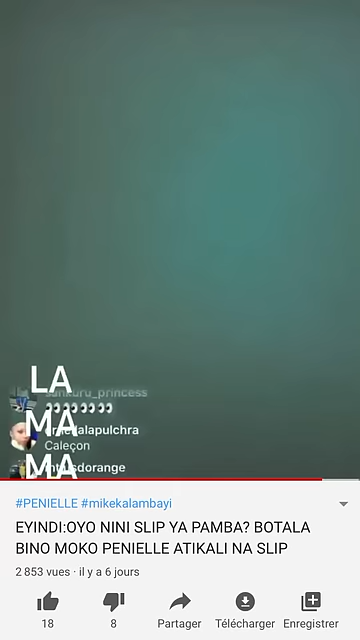 LA
MA
MA
sankuru_princess
Caleçon
#PENIELLE #mikekalambayi
EYINDI:OYO NINI SLIP YA PAMBA? BOTALA
BINO MOKO PENIELLE ATIKALI NA SLIP
2 853 vues · il y a 6 jours
18
8
Partager
Télécharger
Enregistrer